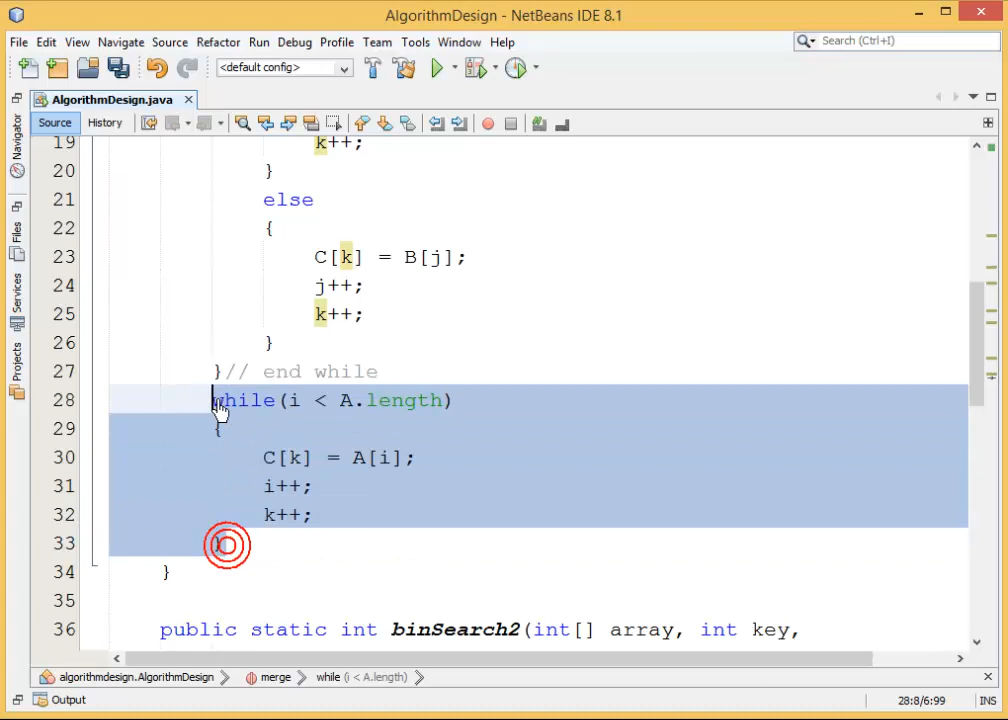 AlgorithmDesign - NetBeans IDE 8.1
File Edit View Navigate Source Refactor Run Debug Profile Team Tools Window Help
Search (Ctrl+I)
<default config>
AlgorithmDesign.java
Source History
Navigator
Files
Services
Projects
19 k++;
20 }
21 else
22 {
23 C[k] = B[j];
24 j++;
25 k++;
26 }
27 }// end while
28 while(i < A.length)
29 {
30 C[k] = A[i];
31 i++;
32 k++;
33 }
34 }
35
36 public static int binSearch2(int[] array, int key,
algorithmdesign.AlgorithmDesign merge while (i < A.length)
Output
28:8/6:99 INS